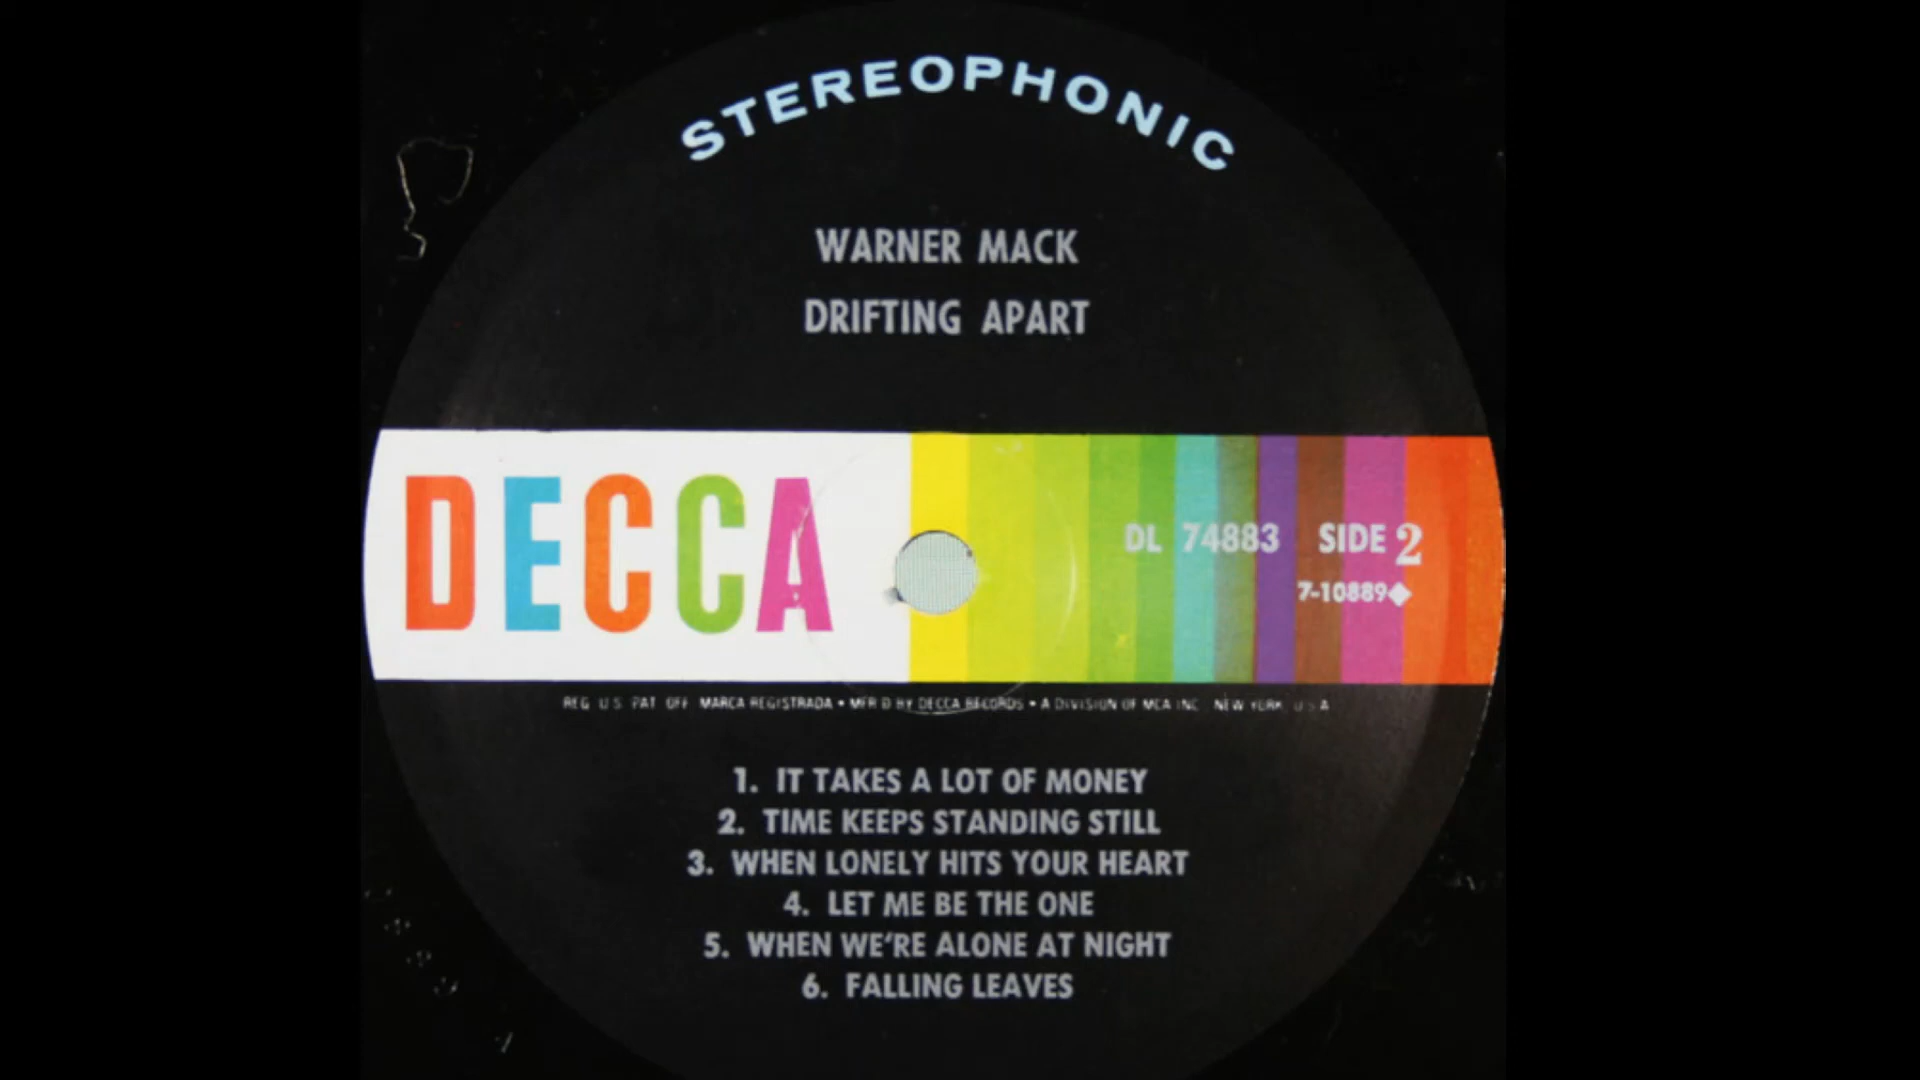 STEREOPHONIC
WARNER MACK
DRIFTING APART
DECCA
DL 74883 SIDE 2
7-10889◆
REG. U.S. PAT. OFF. MARCA REGISTRADA • MFR'D BY DECCA RECORDS • A DIVISION OF MCA INC. NEW YORK U.S.A.
1. IT TAKES A LOT OF MONEY
2. TIME KEEPS STANDING STILL
3. WHEN LONELY HITS YOUR HEART
4. LET ME BE THE ONE
5. WHEN WE'RE ALONE AT NIGHT
6. FALLING LEAVES